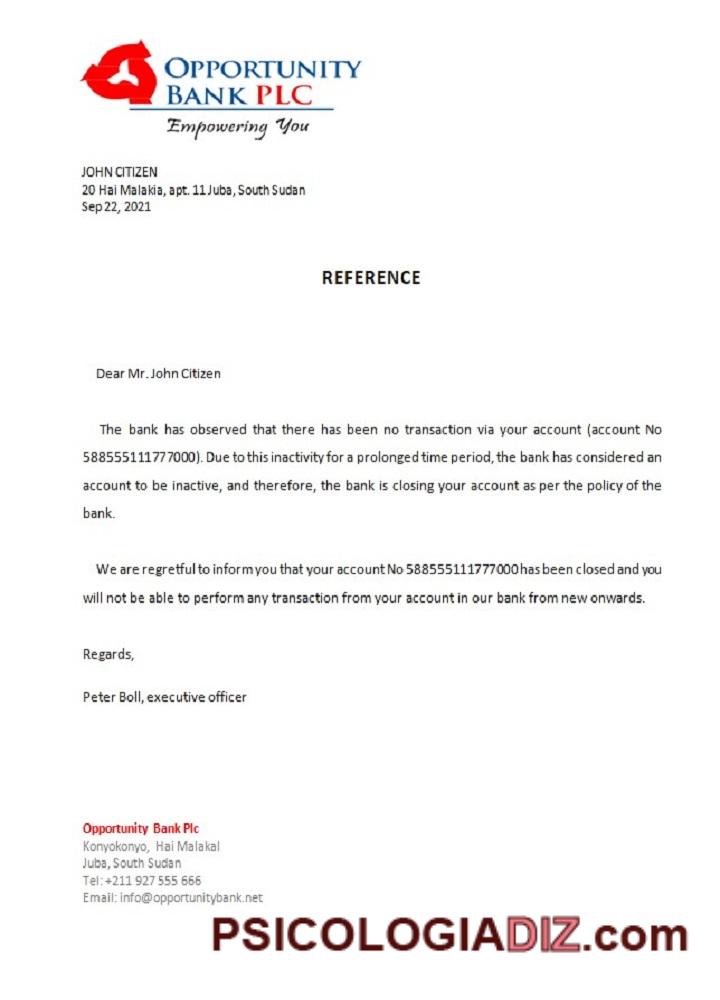 OPPORTUNITY
BANK PLC
Empowering You
JOHN CITIZEN
20 Hai Malakia, apt. 11 Juba, South Sudan
Sep 22, 2021
REFERENCE
Dear Mr. John Citizen
The bank has observed that there has been no transaction via your account (account No
588555111777000). Due to this inactivity for a prolonged time period, the bank has considered an
account to be inactive, and therefore, the bank is closing your account as per the policy of the
bank.
We are regretful to inform you that your account No 588555111777000 has been closed and you
will not be able to perform any transaction from your account in our bank from new onwards.
Regards,
Peter Boll, executive officer
Opportunity Bank Plc
Konyokonyo, Hai Malakal
Juba, South Sudan
Tel: +211 927 555 666
Email: info@opportunitybank.net
PSICOLOGIADIZ.com